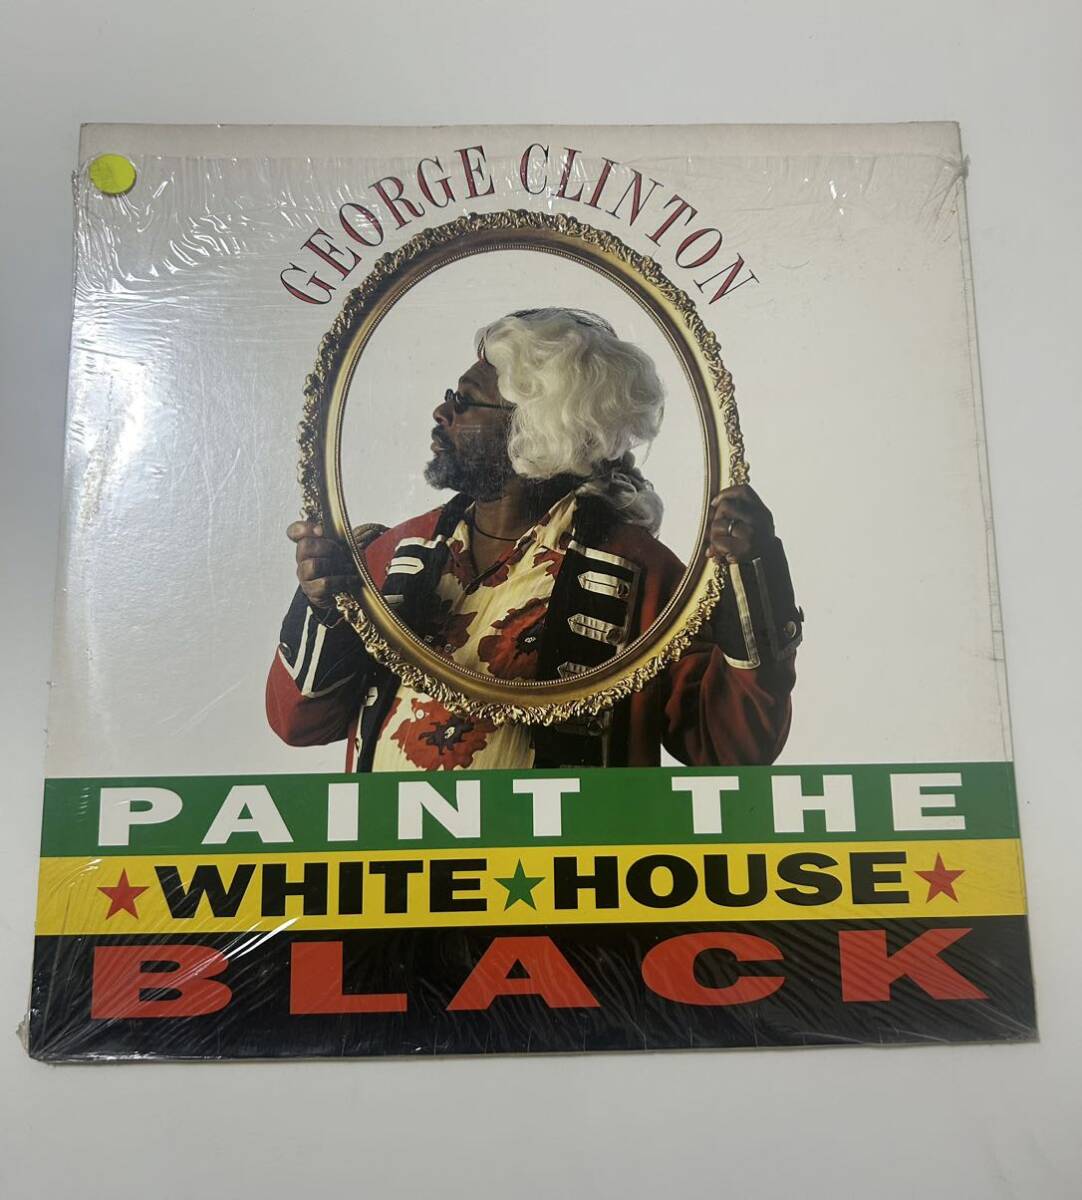 GEORGE CLINTON
PAINT THE
WHITE HOUSE
BLACK